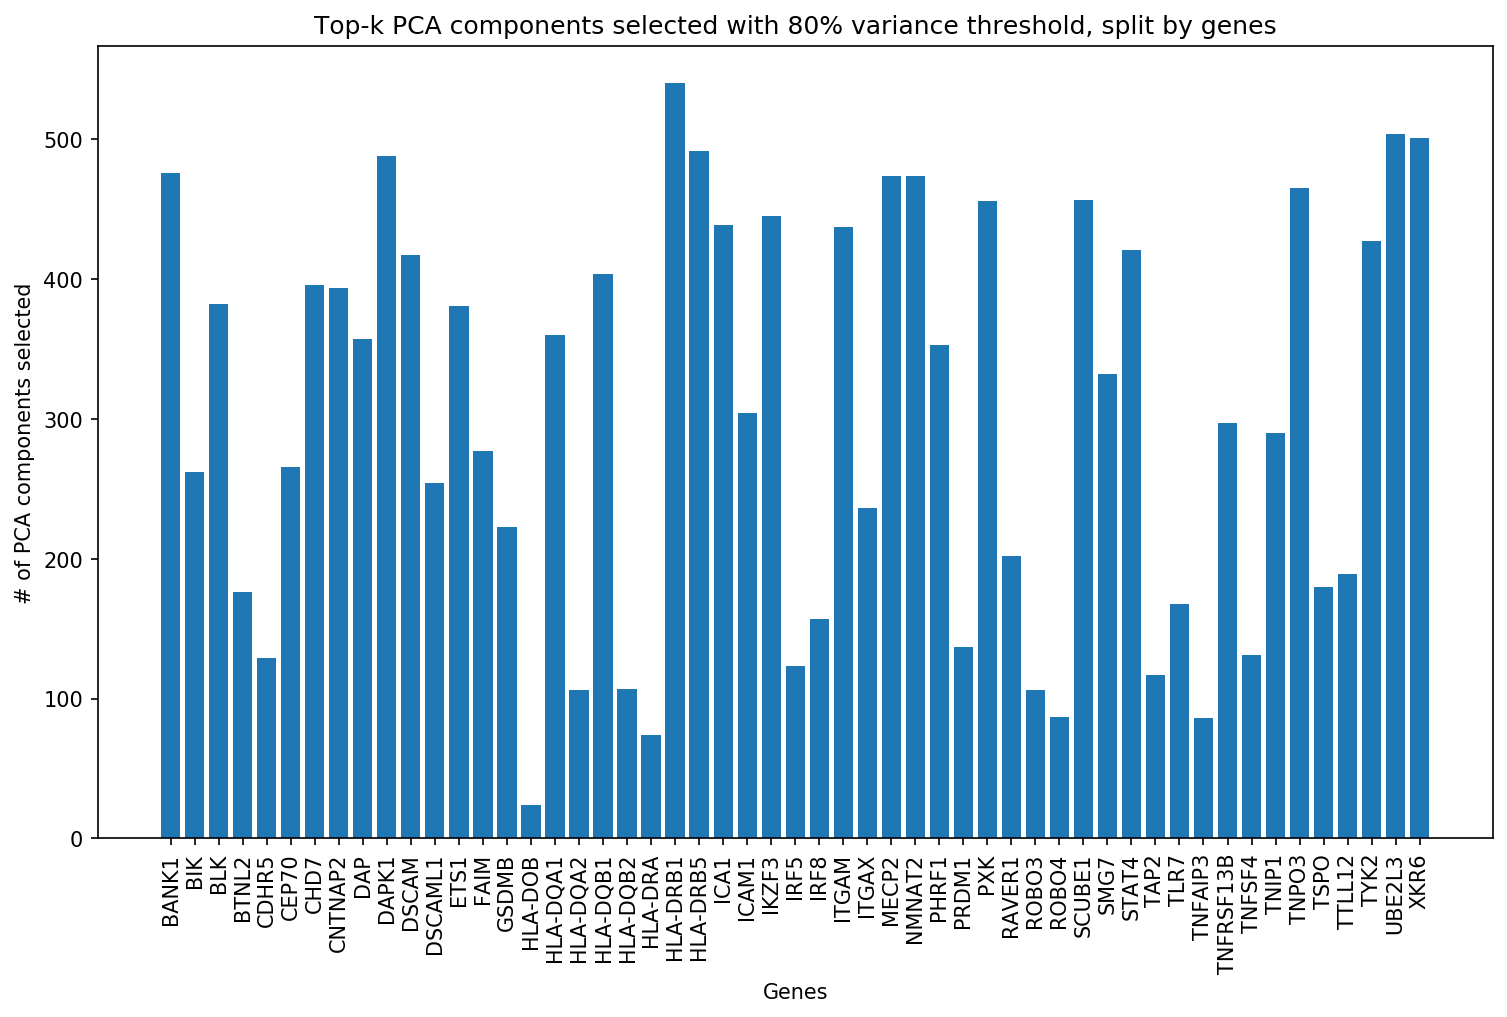 Top-k PCA components selected with 80% variance threshold, split by genes
# of PCA components selected
500
400
300
200
100
0
BANK1
BIK
BLK
BTNL2
CDHR5
CEP70
CHD7
CNTNAP2
DAP
DAPK1
DSCAM
DSCAML1
ETS1
FAIM
GSDMB
HLA-DOB
HLA-DQA1
HLA-DQA2
HLA-DQB1
HLA-DQB2
HLA-DRA
HLA-DRB1
HLA-DRB5
ICA1
ICAM1
IKZF3
IRF5
IRF8
ITGAM
ITGAX
MECP2
NMNAT2
PHRF1
PRDM1
PXK
RAVER1
ROBO3
ROBO4
SCUBE1
SMG7
STAT4
TAP2
TLR7
TNFAIP3
TNFRSF13B
TNFSF4
TNIP1
TNPO3
TSPO
TTLL12
TYK2
UBE2L3
XKR6
Genes